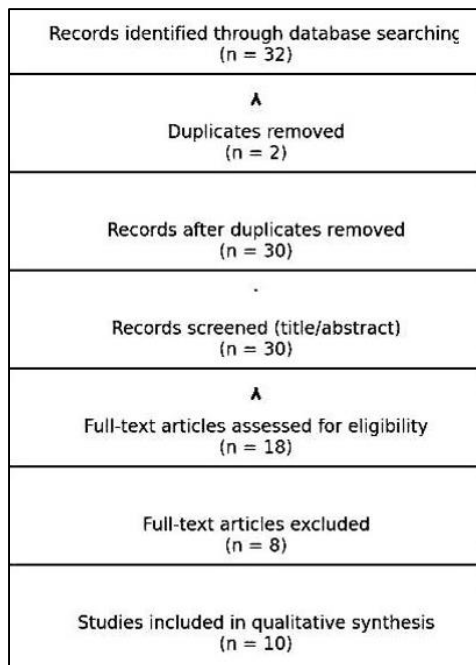 Records identified through database searching
(n = 32)
Duplicates removed
(n = 2)
Records after duplicates removed
(n = 30)
Records screened (title/abstract)
(n = 30)
Full-text articles assessed for eligibility
(n = 18)
Full-text articles excluded
(n = 8)
Studies included in qualitative synthesis
(n = 10)